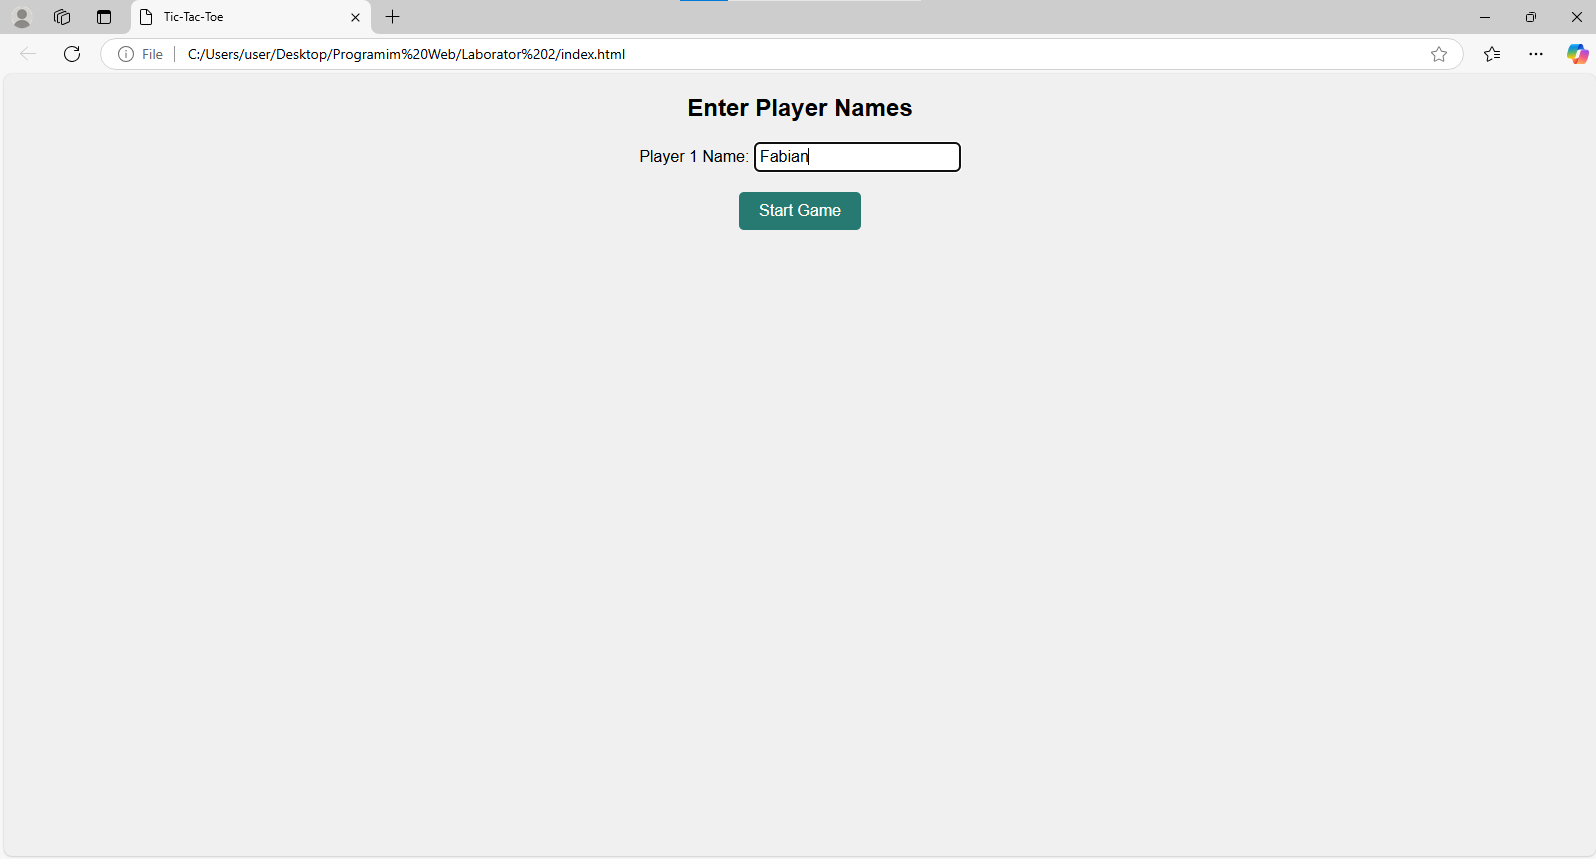 Tic-Tac-Toe
File C:/Users/user/Desktop/Programim%20Web/Laborator%202/index.html
Enter Player Names
Player 1 Name: Fabian
Start Game